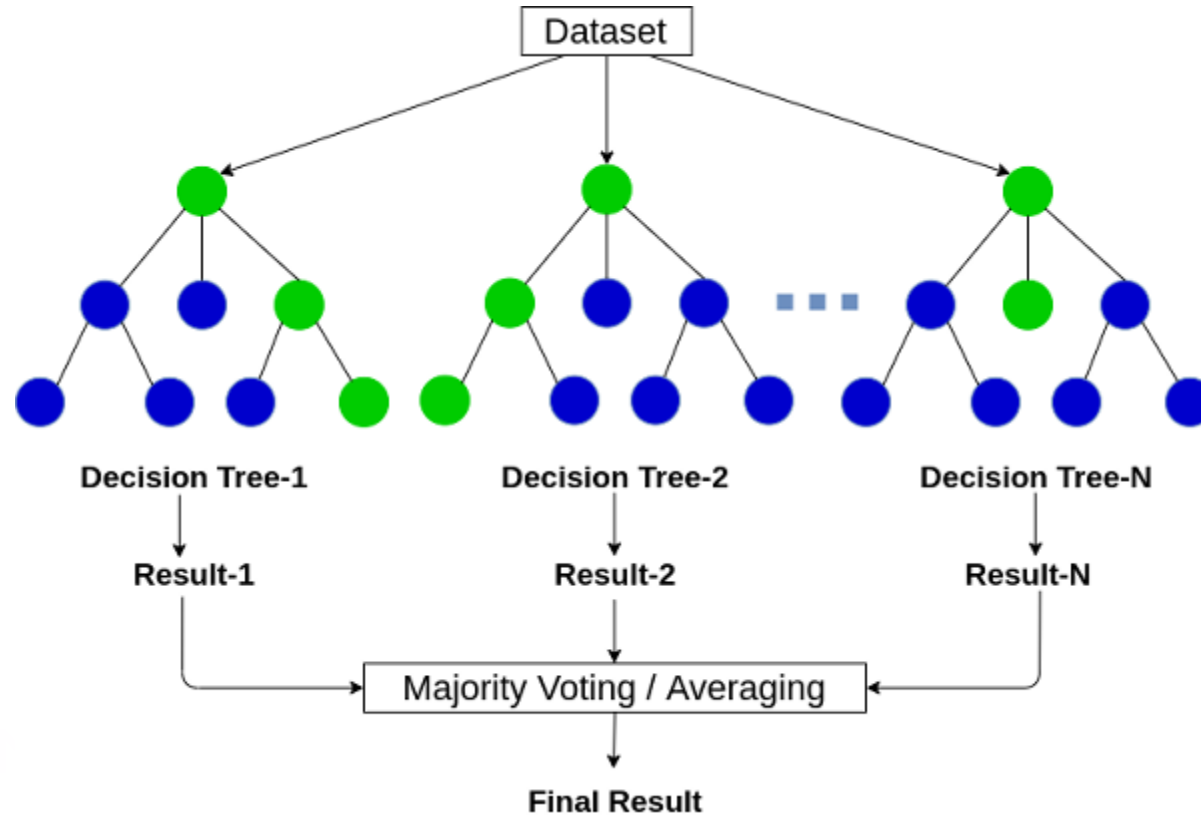 Dataset
Decision Tree-1
Decision Tree-2
Decision Tree-N
Result-1
Result-2
Result-N
Majority Voting / Averaging
Final Result